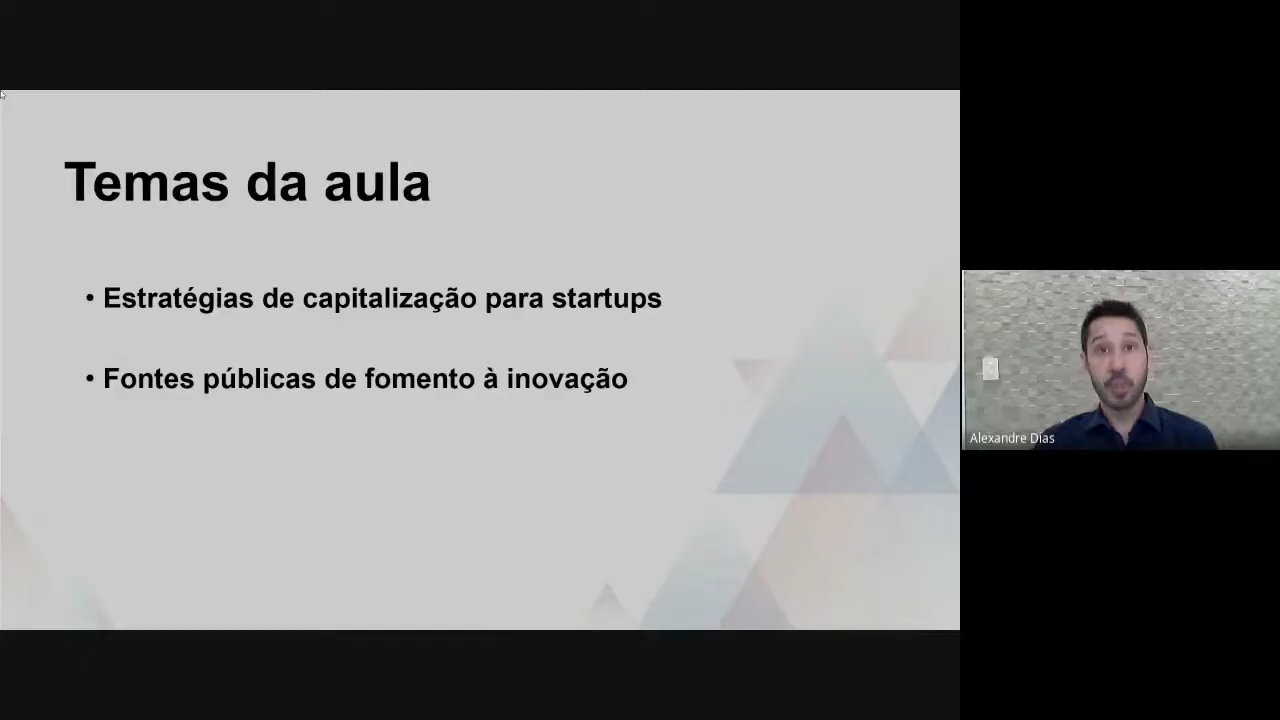 Temas da aula
• Estratégias de capitalização para startups
• Fontes públicas de fomento à inovação
Alexandre Dias